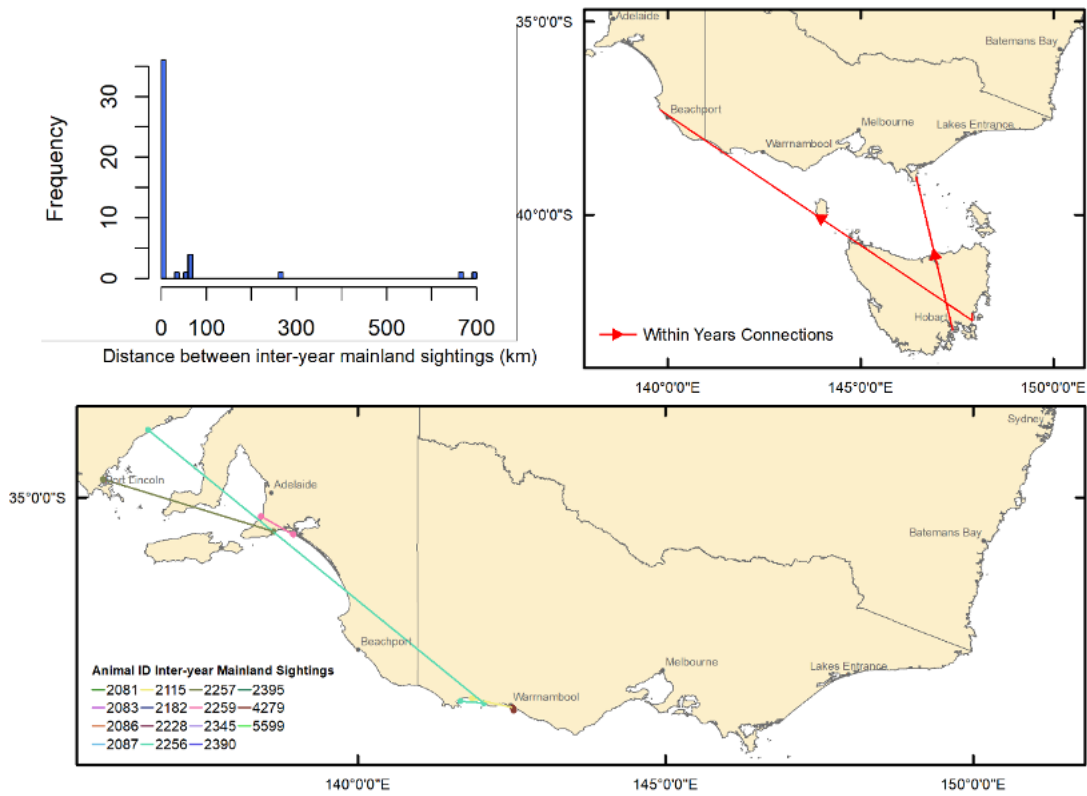 Frequency
30
20
10
0
0
100
300
500
700
Distance between inter-year mainland sightings (km)
35°0'0"S
40°0'0"S
Adelaide
Batemans Bay
Beachport
Melbourne
Lakes Entrance
Warrnambool
Hobart
Within Years Connections
140°0'0"E
145°0'0"E
150°0'0"E
Sydney
Port Lincoln
Adelaide
35°0'0"S
Batemans Bay
Beachport
Melbourne
Lakes Entrance
Warrnambool
Animal ID Inter-year Mainland Sightings
2081 2115 2257 2395
2083 2182 2259 4279
2086 2228 2345 5599
2087 2256 2390
140°0'0"E
145°0'0"E
150°0'0"E